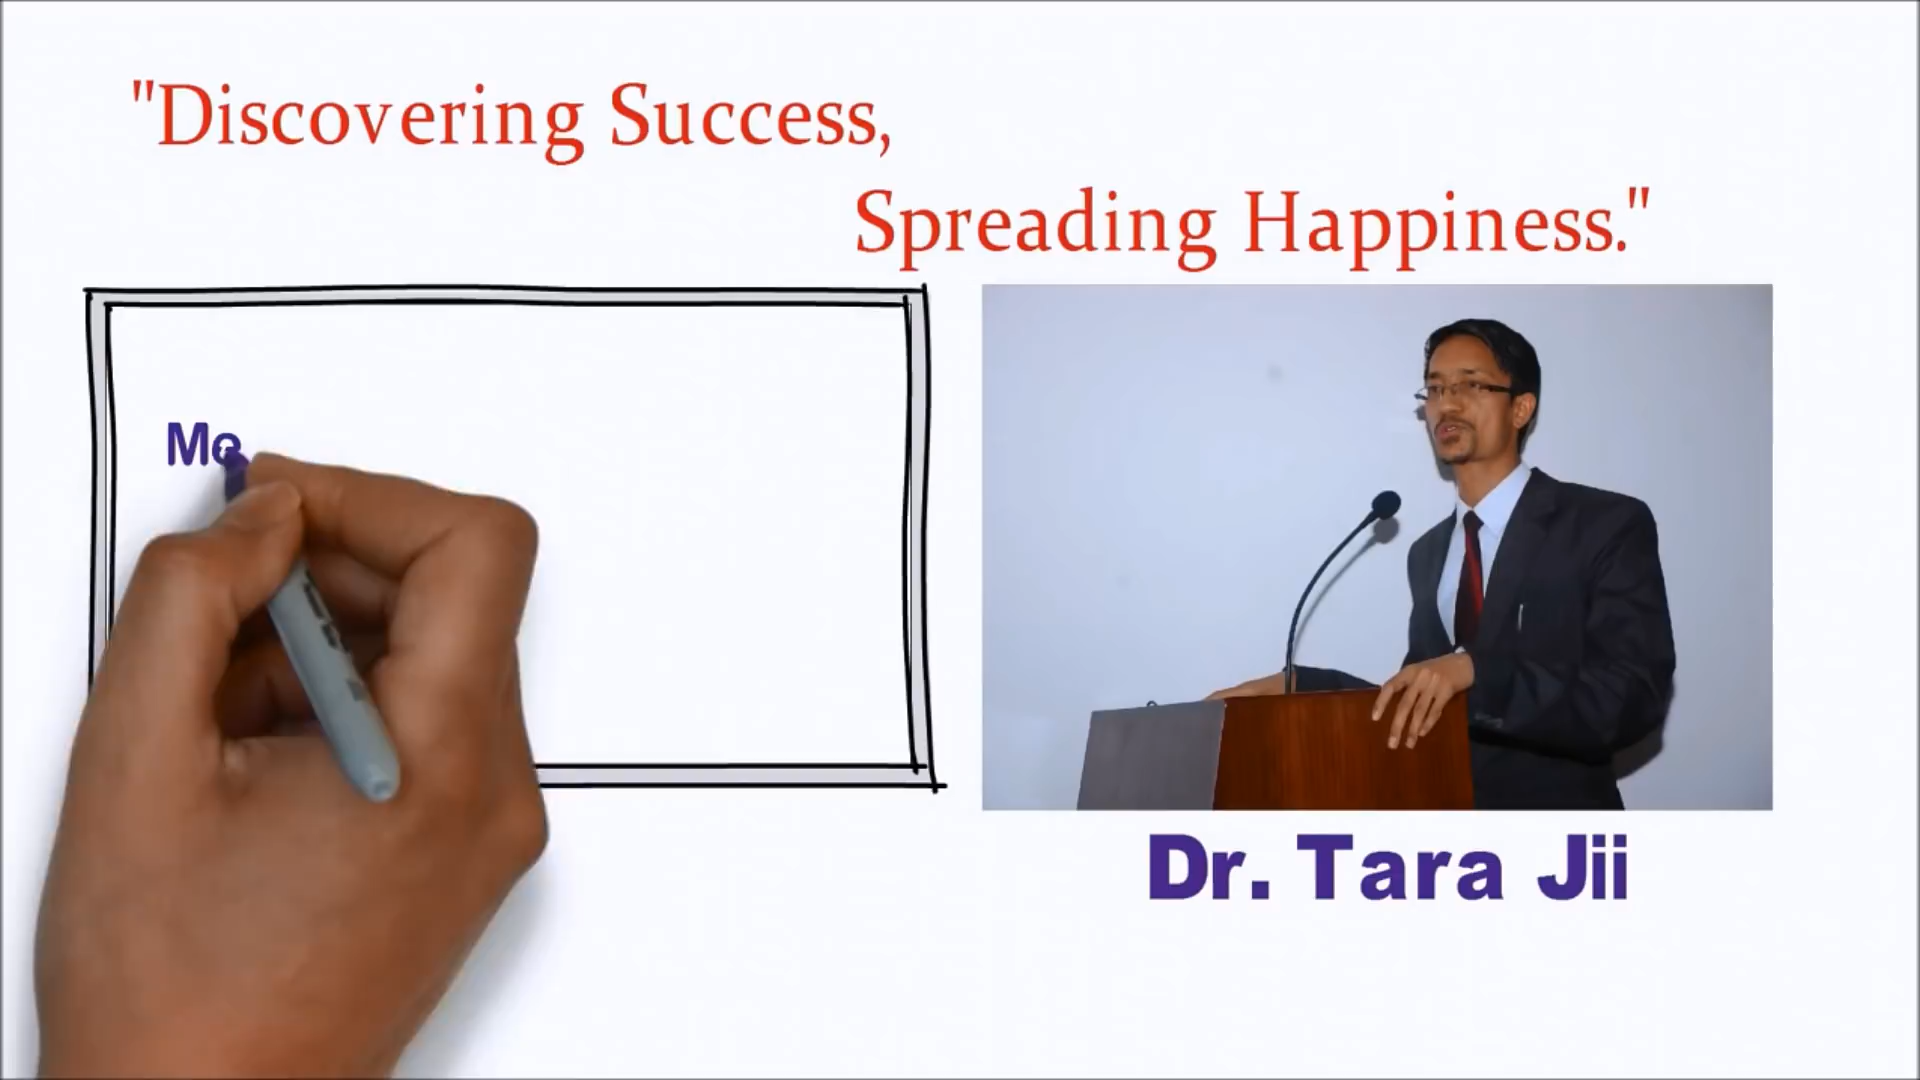 "Discovering Success,
Spreading Happiness."
Me
Dr. Tara Jii